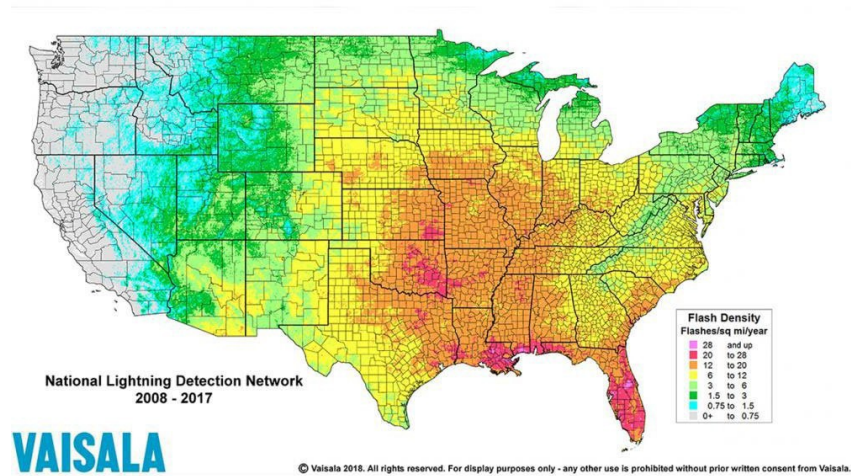 Flash Density
Flashes/sq mi/year
28 and up
20 to 28
12 to 20
6 to 12
3 to 6
1.5 to 3
0.75 to 1.5
0+ to 0.75
National Lightning Detection Network
2008 - 2017
VAISALA
© Vaisala 2018. All rights reserved. For display purposes only - any other use is prohibited without prior written consent from Vaisala.